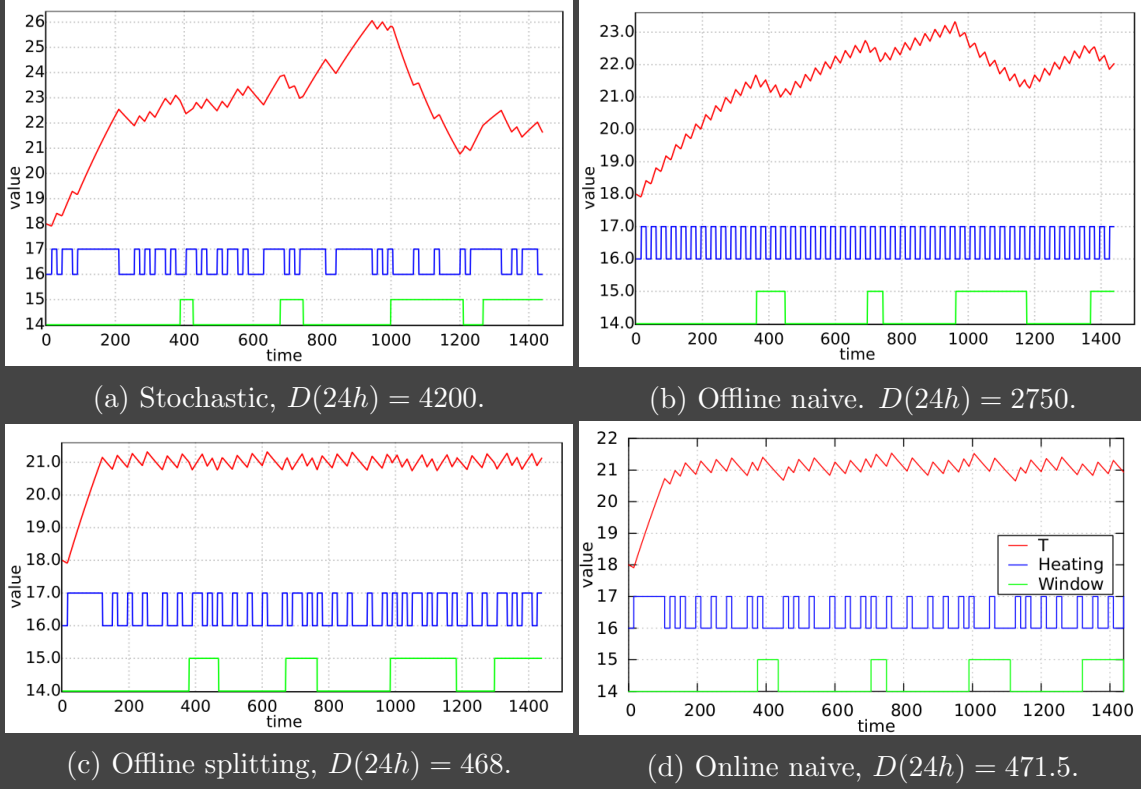 26
25
24
23
22
21
20
19
18
17
16
15
14
value
0 200 400 600 800 1000 1200 1400
time
(a) Stochastic, D(24h) = 4200.
23.0
22.0
21.0
20.0
19.0
18.0
17.0
16.0
15.0
14.0
value
0 200 400 600 800 1000 1200 1400
time
(b) Offline naive. D(24h) = 2750.
21.0
20.0
19.0
18.0
17.0
16.0
15.0
14.0
value
0 200 400 600 800 1000 1200 1400
time
(c) Offline splitting, D(24h) = 468.
22
21
20
19
18
17
16
15
14
value
T
Heating
Window
0 200 400 600 800 1000 1200 1400
time
(d) Online naive, D(24h) = 471.5.